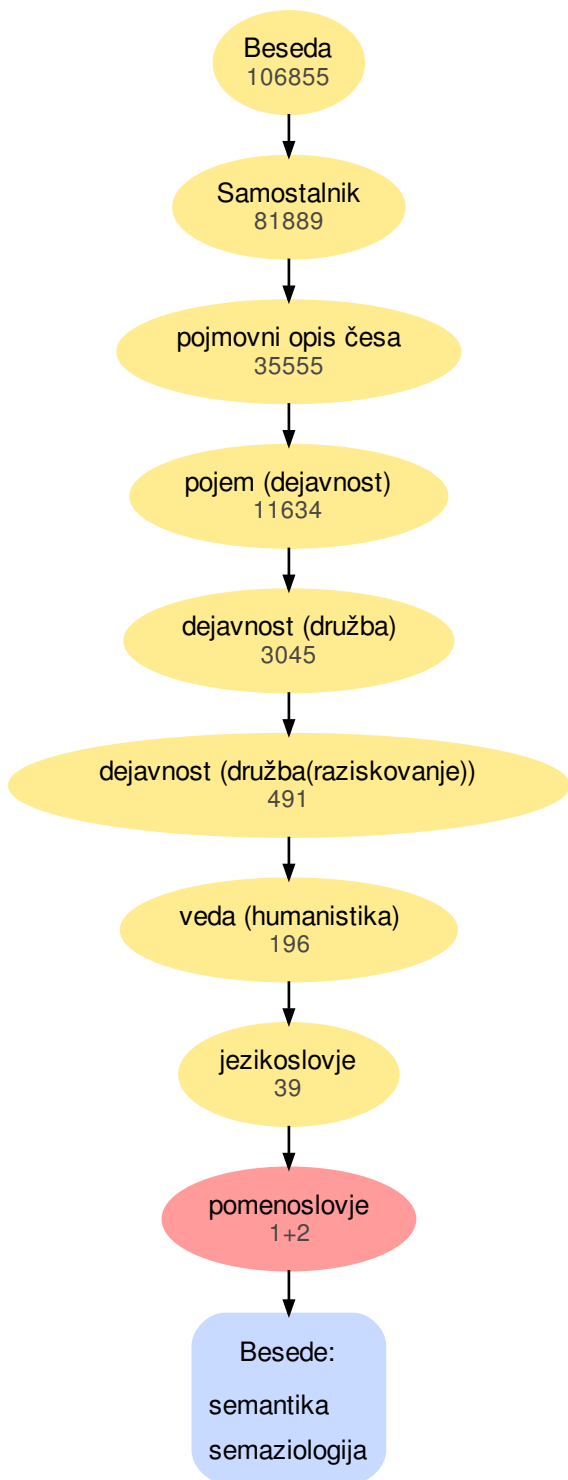 Beseda
106855
Samostalnik
81889
pojmovni opis česa
35555
pojem (dejavnost)
11634
dejavnost (družba)
3045
dejavnost (družba(raziskovanje))
491
veda (humanistika)
196
jezikoslovje
39
pomenoslovje
1+2
Besede:
semantika
semaziologija